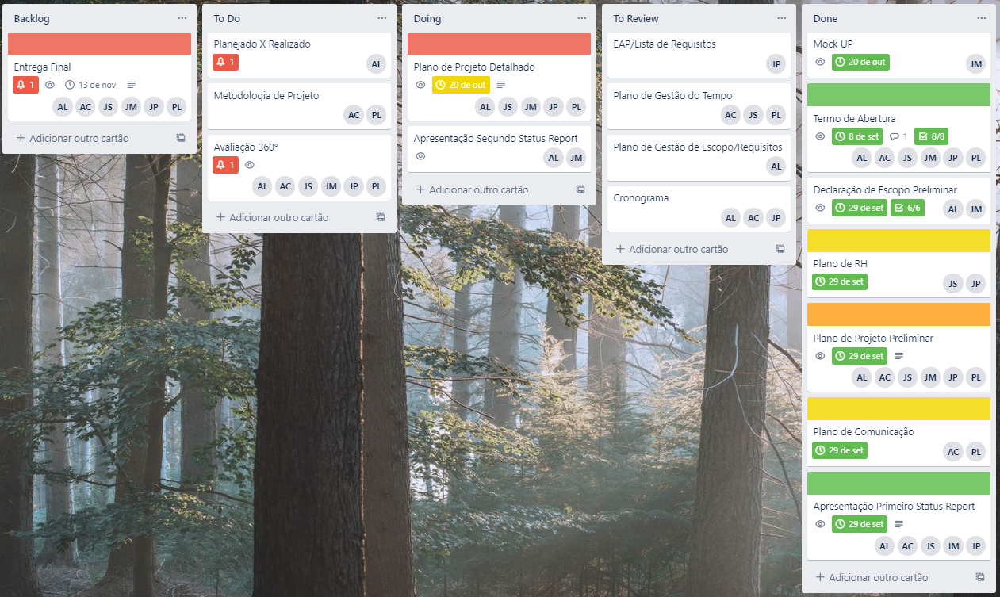 Backlog
Entrega Final
1 13 de nov
AL AC JS JM JP PL
+ Adicionar outro cartão
To Do
Planejado X Realizado
1 AL
Metodologia de Projeto
AC PL
Avaliação 360°
1
AL AC JS JM JP PL
+ Adicionar outro cartão
Doing
Plano de Projeto Detalhado
20 de out
AL JS JM JP PL
Apresentação Segundo Status Report
AL JM
+ Adicionar outro cartão
To Review
EAP/Lista de Requisitos
JP
Plano de Gestão do Tempo
AC JS PL
Plano de Gestão de Escopo/Requisitos
AL
Cronograma
AL AC JP
+ Adicionar outro cartão
Done
Mock UP
20 de out JM
Termo de Abertura
8 de set 1 8/8
AL AC JS JM JP PL
Declaração de Escopo Preliminar
29 de set 6/6 AL JM
Plano de RH
29 de set JS JP
Plano de Projeto Preliminar
29 de set
AL AC JS JM JP PL
Plano de Comunicação
29 de set AC PL
Apresentação Primeiro Status Report
29 de set
AL AC JS JM JP
+ Adicionar outro cartão